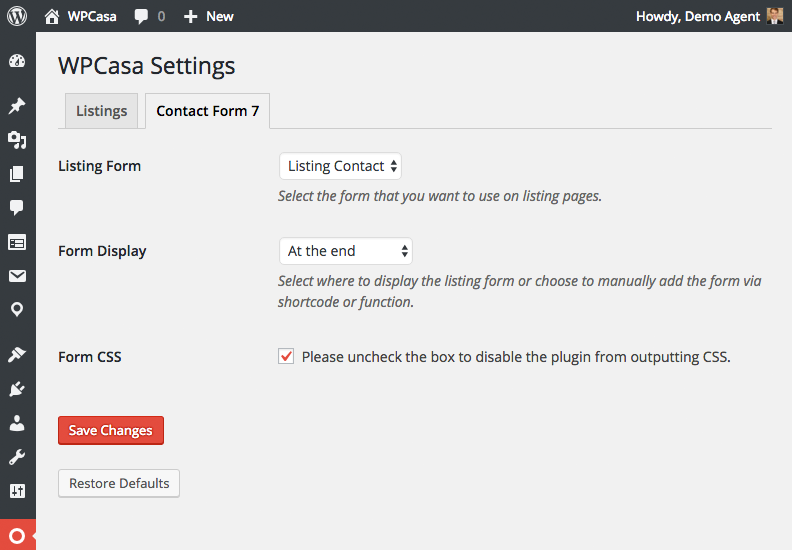 WPCasa 0 New Howdy, Demo Agent
WPCasa Settings
Listings Contact Form 7
Listing Form Listing Contact
Select the form that you want to use on listing pages.
Form Display At the end
Select where to display the listing form or choose to manually add the form via
shortcode or function.
Form CSS Please uncheck the box to disable the plugin from outputting CSS.
Save Changes
Restore Defaults